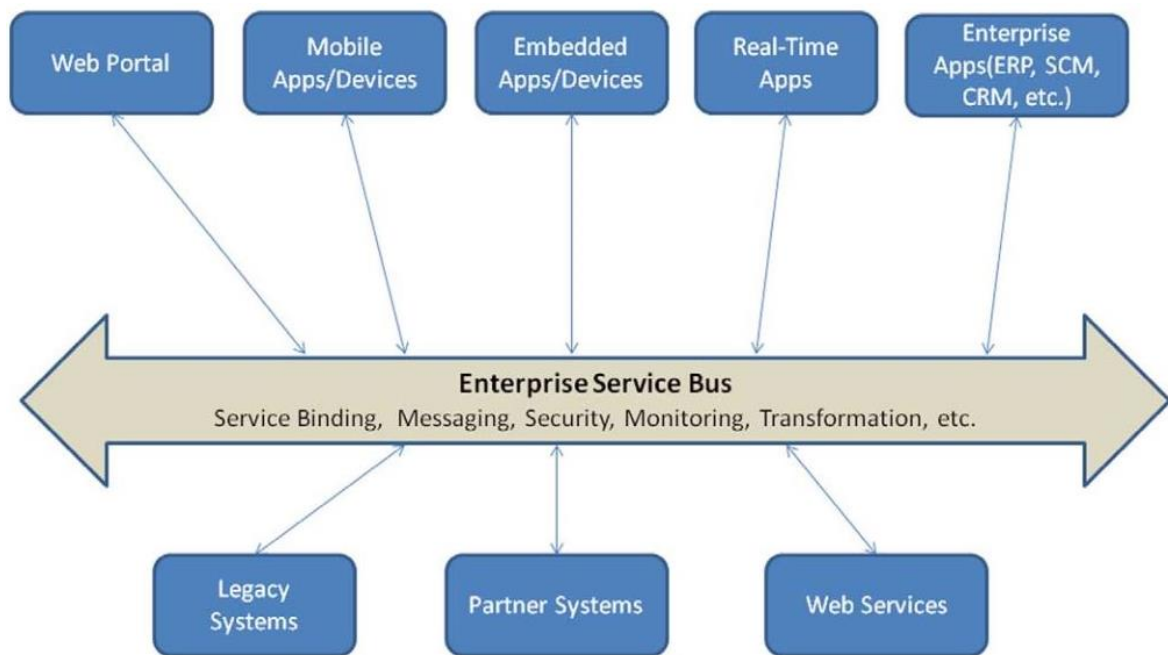 Web Portal
Mobile
Apps/Devices
Embedded
Apps/Devices
Real-Time
Apps
Enterprise
Apps(ERP, SCM,
CRM, etc.)
Enterprise Service Bus
Service Binding, Messaging, Security, Monitoring, Transformation, etc.
Legacy
Systems
Partner Systems
Web Services